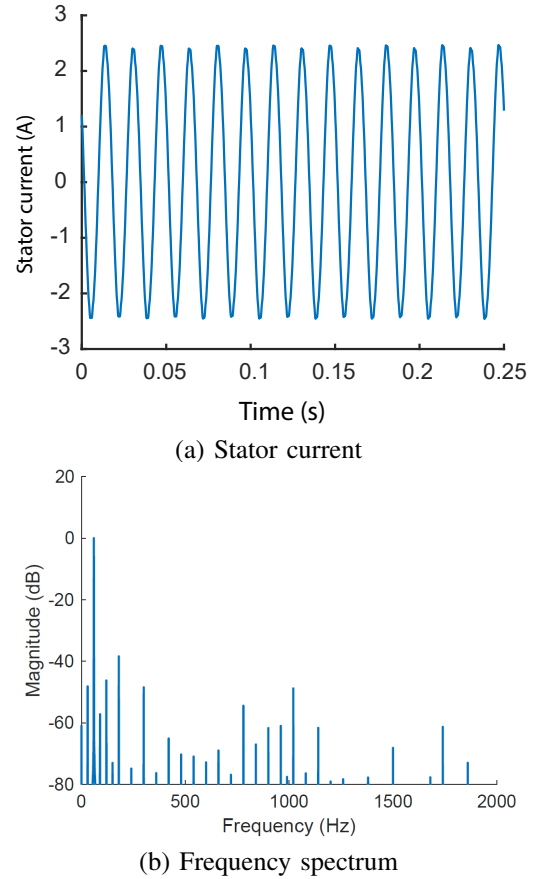 3
2
1
0
-1
-2
-3
Stator current (A)
0 0.05 0.1 0.15 0.2 0.25
Time (s)
(a) Stator current
20
0
-20
-40
-60
-80
Magnitude (dB)
0 500 1000 1500 2000
Frequency (Hz)
(b) Frequency spectrum